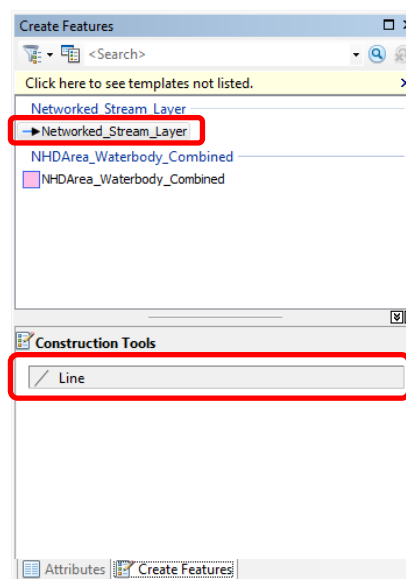 Create Features
<Search>
Click here to see templates not listed.
Networked_Stream_Layer
Networked_Stream_Layer
NHDArea_Waterbody_Combined
NHDArea_Waterbody_Combined
Construction Tools
Line
Attributes Create Features